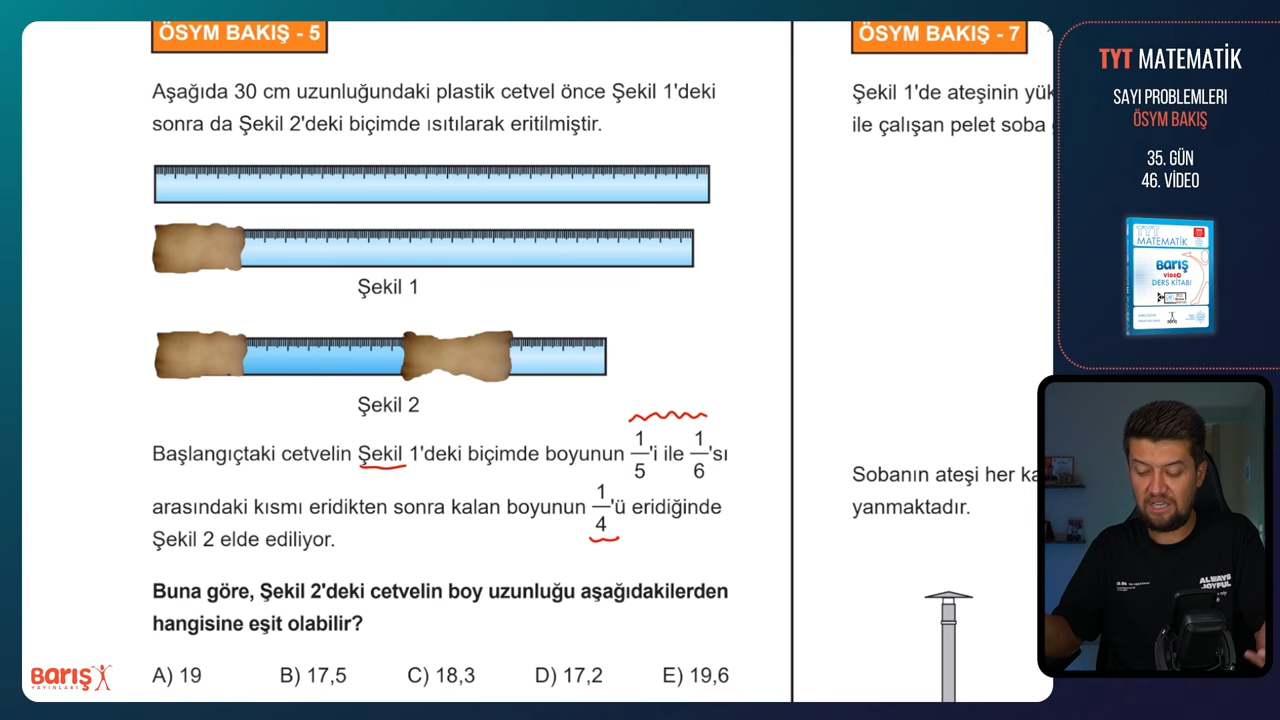 ÖSYM BAKIŞ - 5
Aşağıda 30 cm uzunluğundaki plastik cetvel önce Şekil 1'deki
sonra da Şekil 2'deki biçimde ısıtılarak eritilmiştir.
Şekil 1
Şekil 2
Başlangıçtaki cetvelin Şekil 1'deki biçimde boyunun 1/5'i ile 1/6'sı
arasındaki kısmı eridikten sonra kalan boyunun 1/4'ü eridiğinde
Şekil 2 elde ediliyor.
Buna göre, Şekil 2'deki cetvelin boy uzunluğu aşağıdakilerden
hangisine eşit olabilir?
A) 19 B) 17,5 C) 18,3 D) 17,2 E) 19,6
BARIŞ
YAYINLARI
ÖSYM BAKIŞ - 7
Şekil 1'de ateşinin yük
ile çalışan pelet soba
Sobanın ateşi her ka
yanmaktadır.
TYT MATEMATİK
SAYI PROBLEMLERI
ÖSYM BAKIŞ
35. GÜN
46. VİDEO
TYT
MATEMATİK
BARIŞ
VİDEO
DERS KİTABI
ALWAYS
JOYFUL